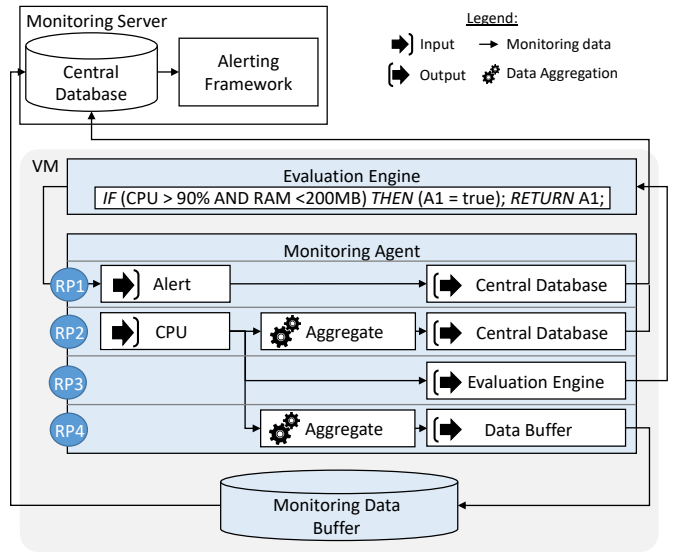 Monitoring Server
Central
Database
Alerting
Framework
Legend:
Input
Monitoring data
Output
Data Aggregation
VM
Evaluation Engine
IF (CPU > 90% AND RAM <200MB) THEN (A1 = true); RETURN A1;
Monitoring Agent
RP1
Alert
Central Database
RP2
CPU
Aggregate
Central Database
RP3
Evaluation Engine
RP4
Aggregate
Data Buffer
Monitoring Data
Buffer